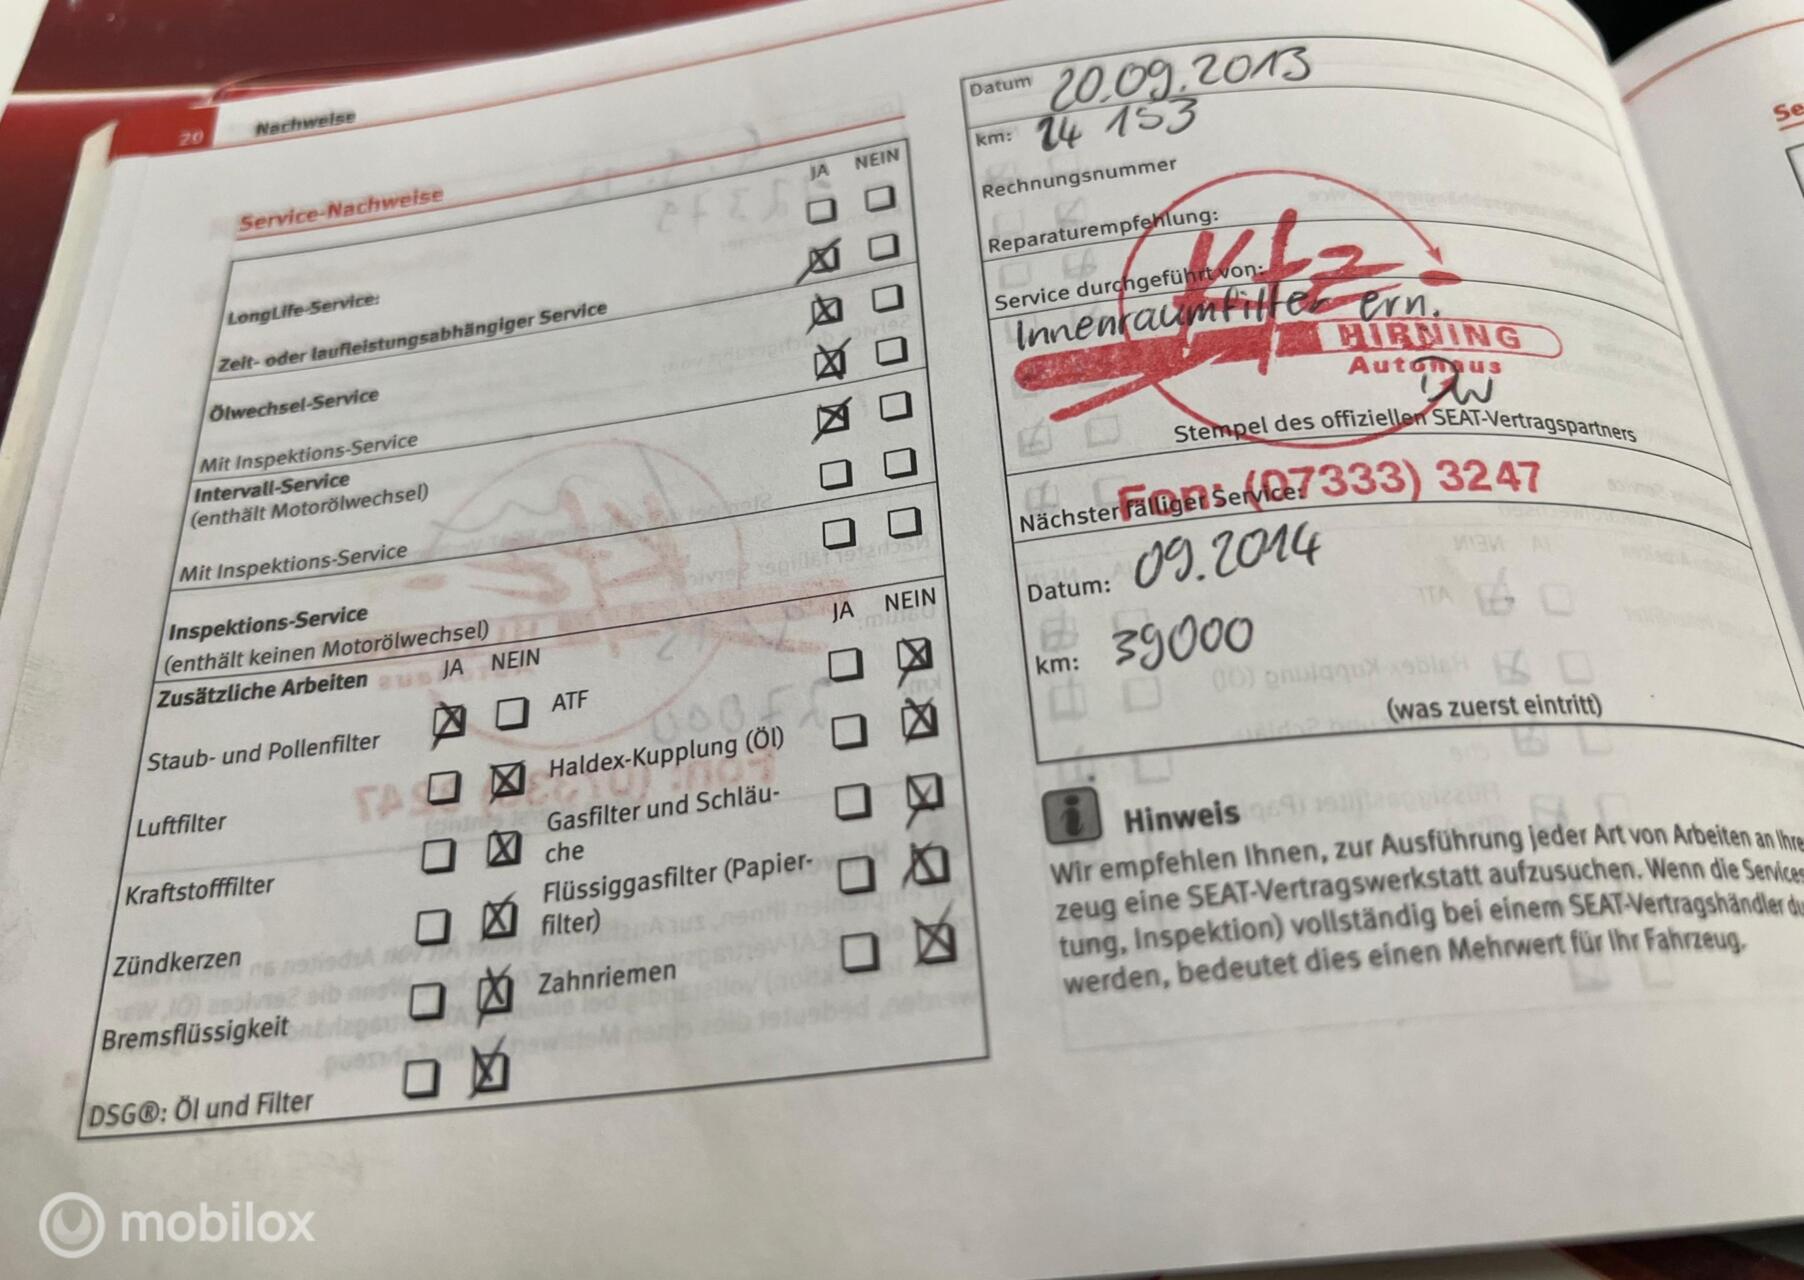 20
Nachweise
Service-Nachweise
JA NEIN
LongLife-Service:
Zeit- oder laufleistungsabhängiger Service
Ölwechsel-Service
Mit Inspektions-Service
Intervall-Service
(enthält Motorölwechsel)
Mit Inspektions-Service
Inspektions-Service
(enthält keinen Motorölwechsel)
Zusätzliche Arbeiten JA NEIN JA NEIN
Staub- und Pollenfilter ATF
Luftfilter Haldex-Kupplung (Öl)
Kraftstofffilter Gasfilter und Schläu-
che
Zündkerzen Flüssiggasfilter (Papier-
filter)
Bremsflüssigkeit Zahnriemen
DSG®: Öl und Filter
Datum 20.09.2013
km: 24 153
Rechnungsnummer
Reparaturempfehlung:
Service durchgeführt von:
Kfz
Innenraumfilter ern.
HIRNING
Autohaus
Stempel des offiziellen SEAT-Vertragspartners
Fon: (07333) 3247
Nächster fälliger Service:
Datum: 09.2014
km: 39000
(was zuerst eintritt)
Hinweis
Wir empfehlen Ihnen, zur Ausführung jeder Art von Arbeiten an Ihre
zeug eine SEAT-Vertragswerkstatt aufzusuchen. Wenn die Services
tung, Inspektion) vollständig bei einem SEAT-Vertragshändler du
werden, bedeutet dies einen Mehrwert für Ihr Fahrzeug.
Se
mobilox